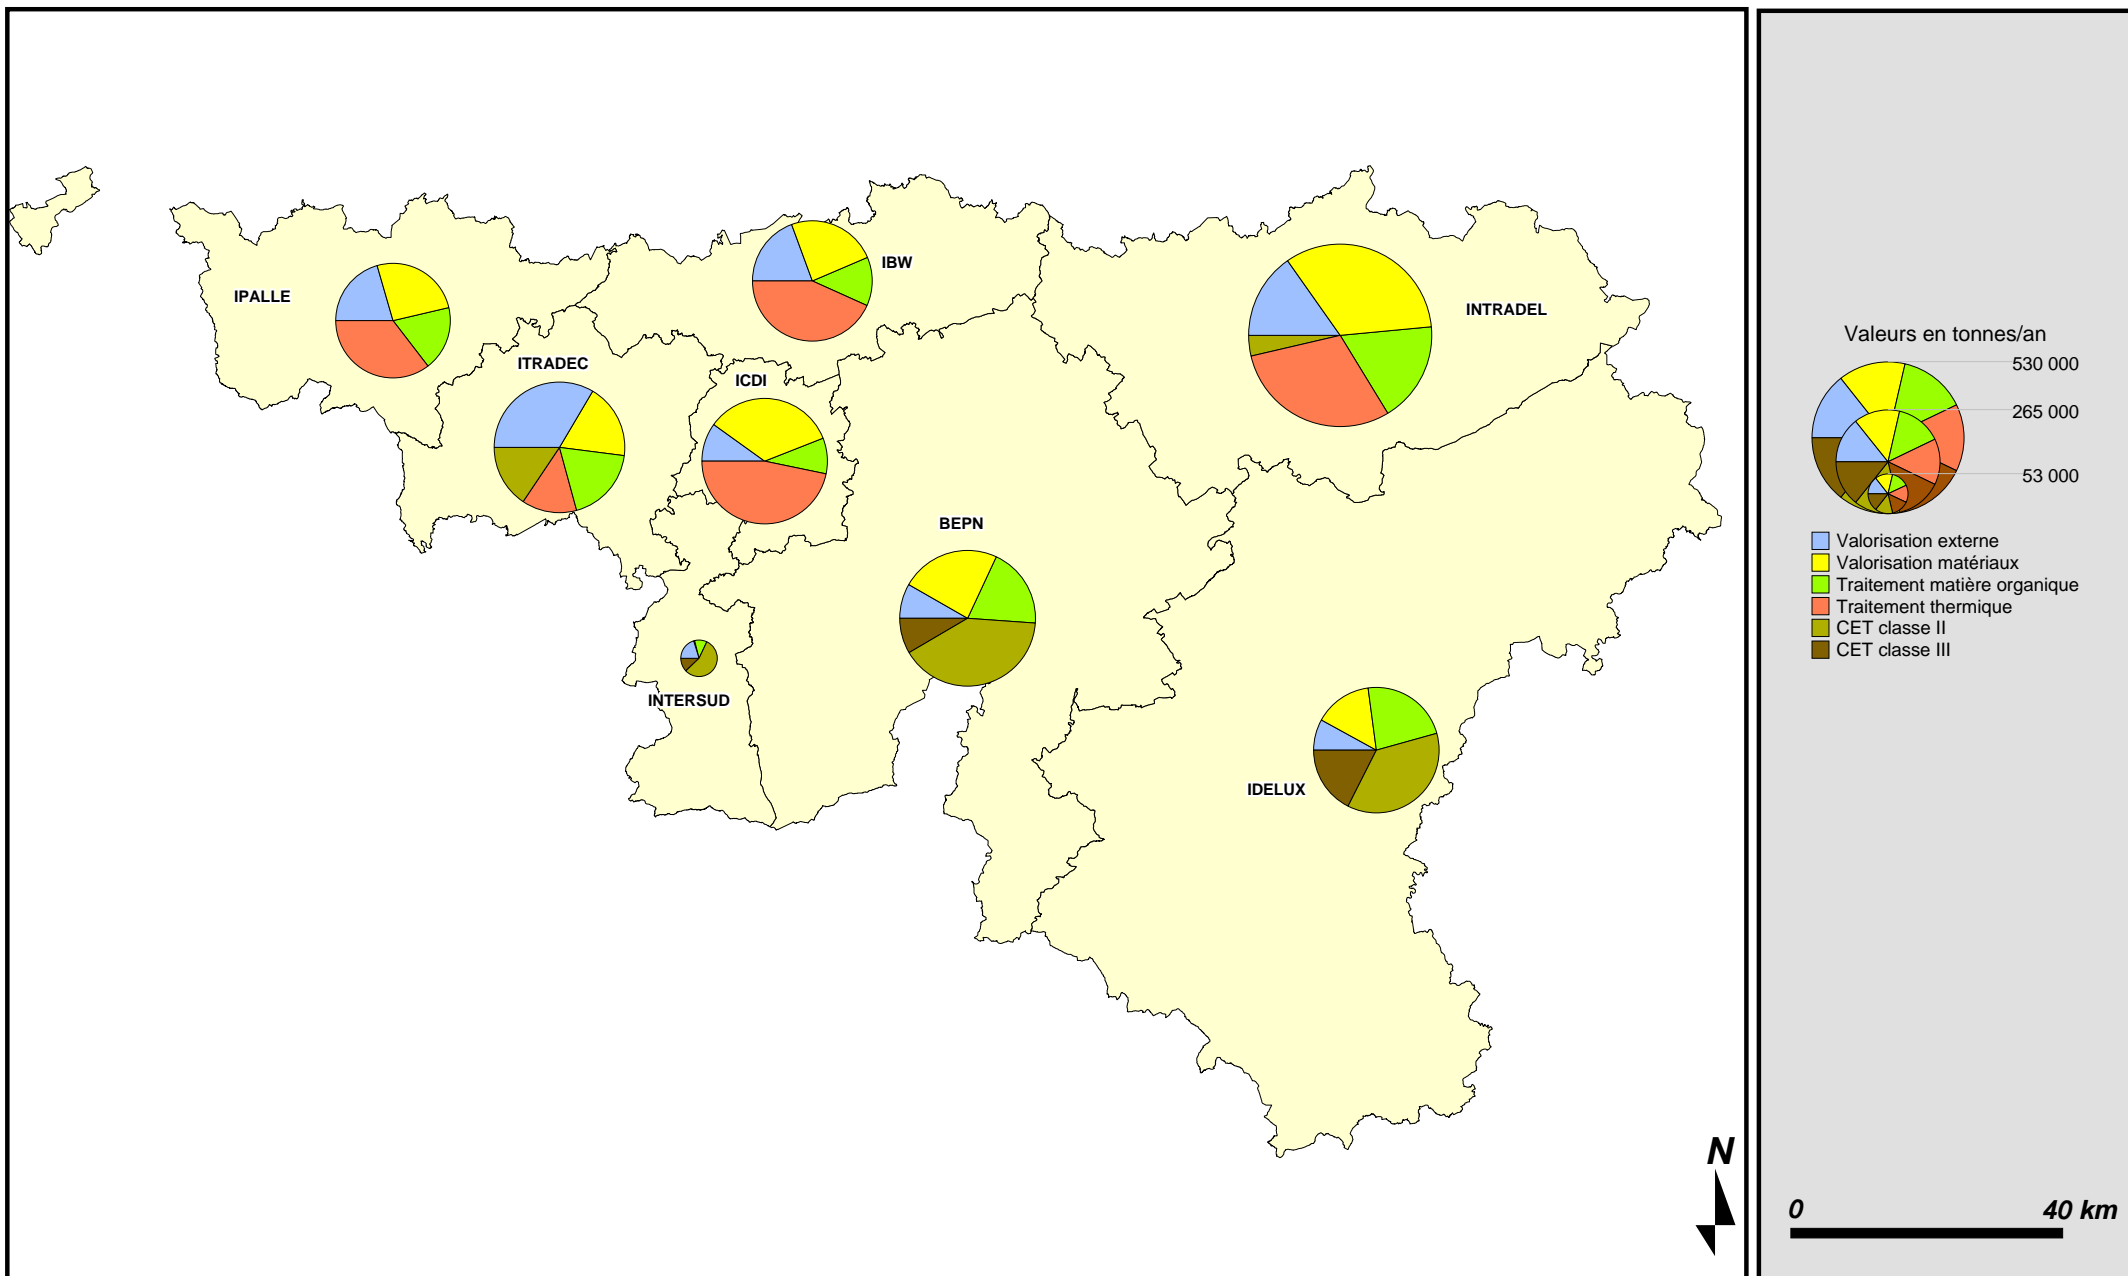 IBW
IPALLE
INTRADEL
ITRADEC
ICDI
BEPN
INTERSUD
IDELUX
N
Valeurs en tonnes/an
530 000
265 000
53 000
Valorisation externe
Valorisation matériaux
Traitement matière organique
Traitement thermique
CET classe II
CET classe III
0 40 km